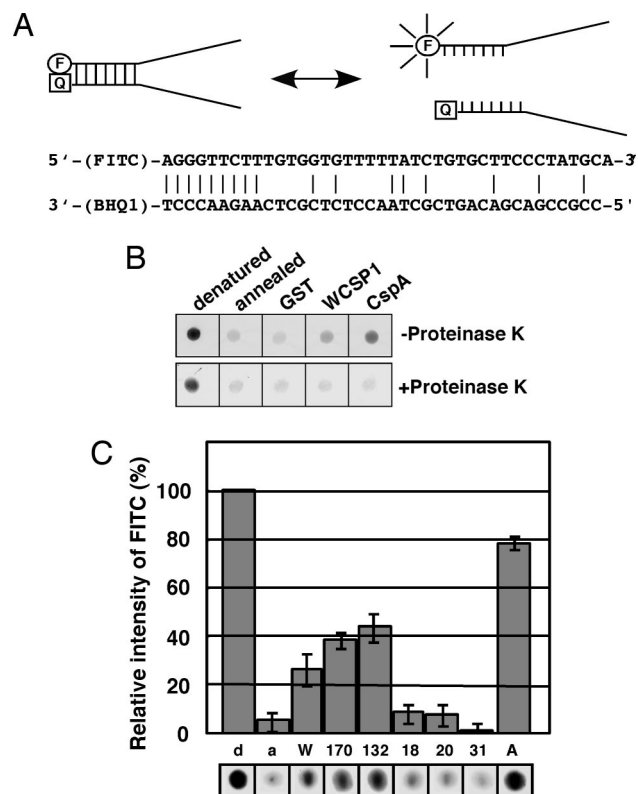 A
F
Q
F
Q
5'-(FITC)-AGGGTTCTTTGTGGTGTTTTTATCTGTGCTTCCCTATGCA-3'
3'-(BHQ1)-TCCCAAGAACTCGCTCTCCAATCGCTGACAGCAGCCGCC-5'
B
denatured annealed GST WCSP1 CspA
-Proteinase K
+Proteinase K
C
Relative intensity of FITC (%)
100
80
60
40
20
0
d a W 170 132 18 20 31 A